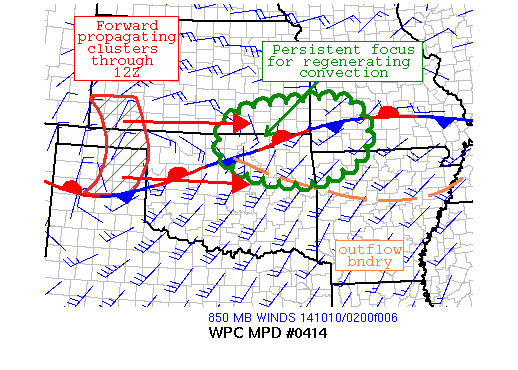 Forward
propagating
clusters
through
12Z
Persistent focus
for regenerating
convection
outflow
bndry
850 MB WINDS 141010/0200f006
WPC MPD #0414